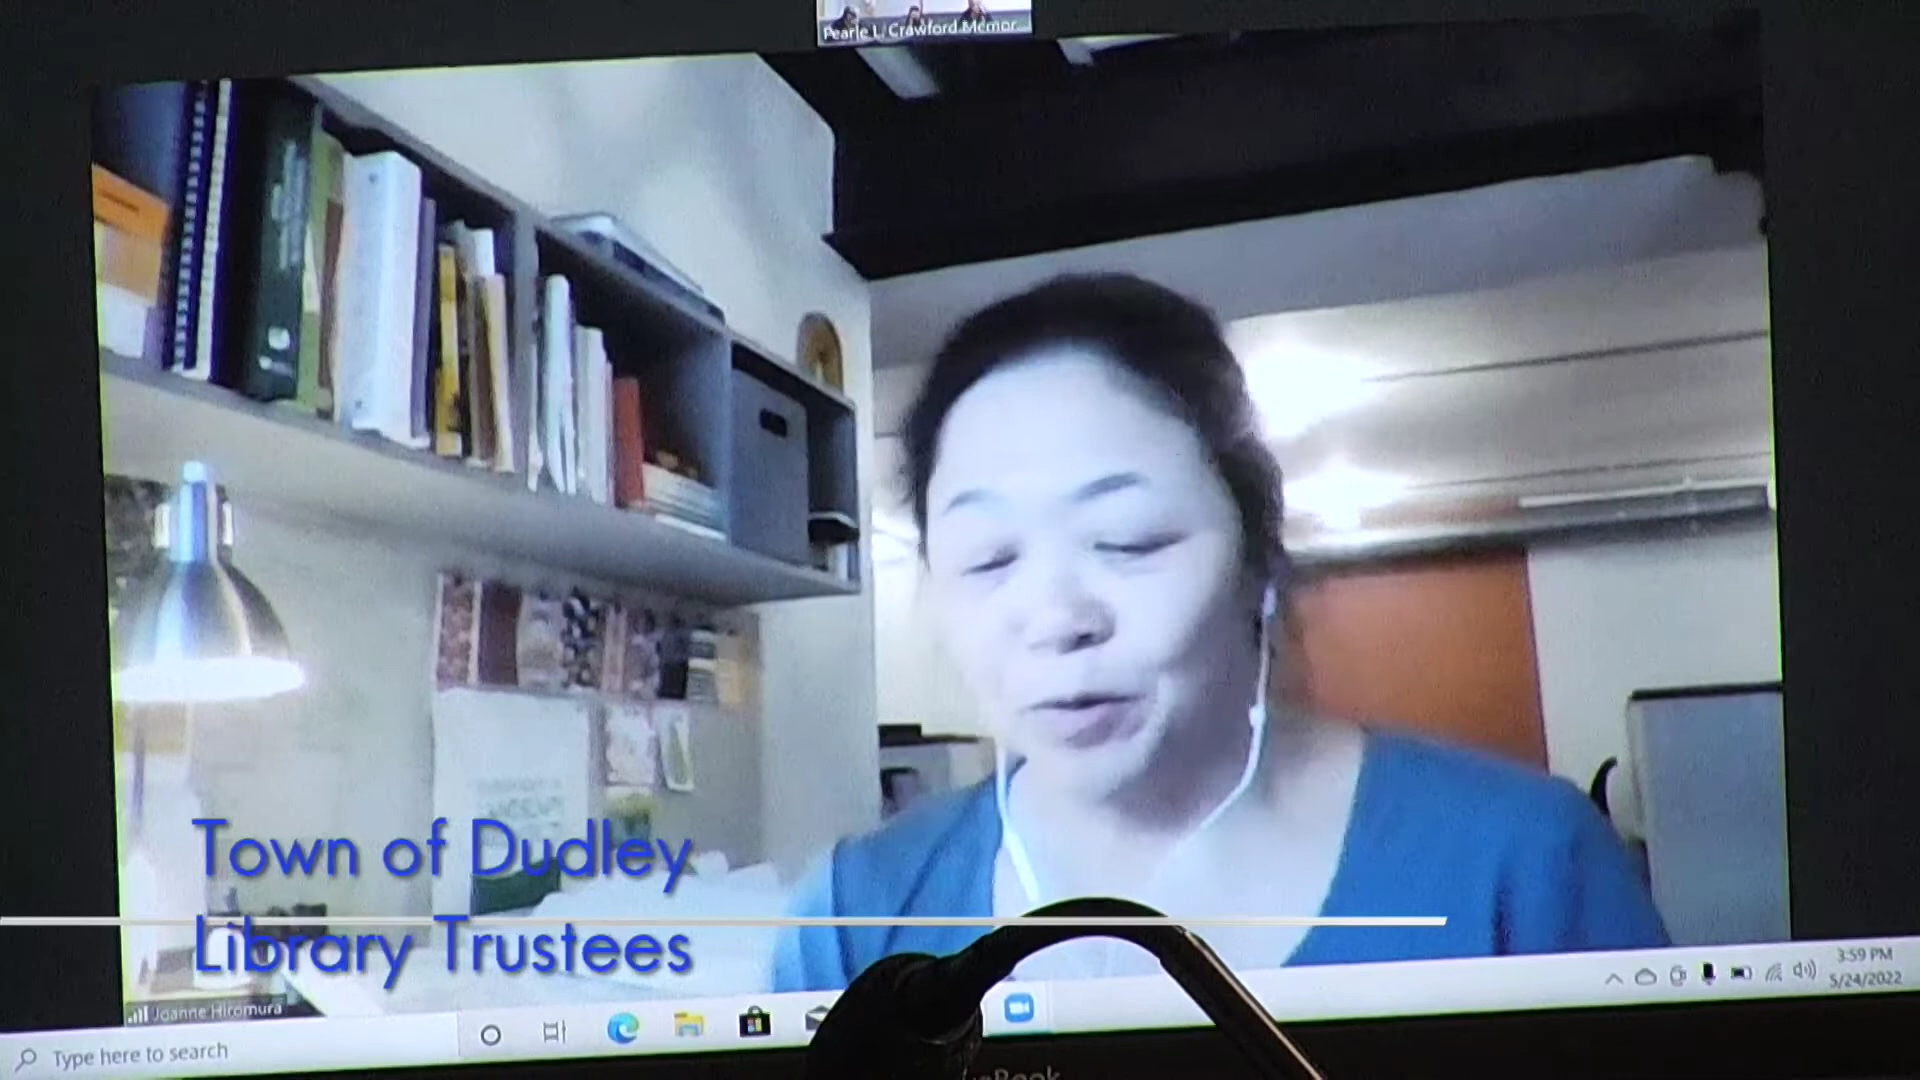 Pearle L. Crawford Memor...
Town of Dudley
Library Trustees
Joanne Hiromura
Type here to search
3:59 PM
5/24/2022